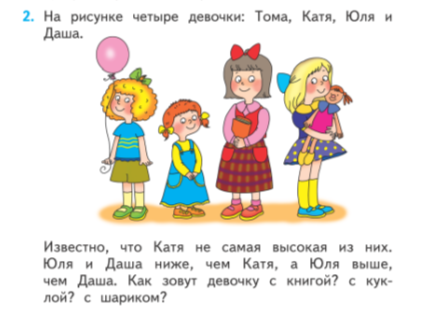 2. На рисунке четыре девочки: Тома, Катя, Юля и
Даша.
Известно, что Катя не самая высокая из них.
Юля и Даша ниже, чем Катя, а Юля выше,
чем Даша. Как зовут девочку с книгой? с кук-
лой? с шариком?